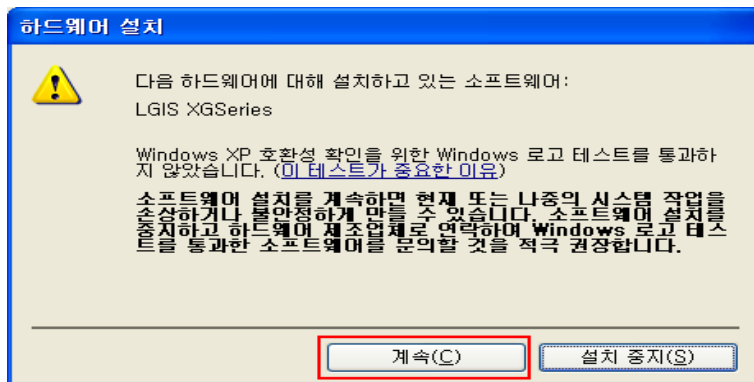 하드웨어 설치
다음 하드웨어에 대해 설치하고 있는 소프트웨어:
LGIS XGSeries
Windows XP 호환성 확인을 위한 Windows 로고 테스트를 통과하
지 않았습니다. (이 테스트가 중요한 이유)
소프트웨어 설치를 계속하면 현재 또는 나중의 시스템 작업을
손상하거나 불안정하게 만들 수 있습니다. 소프트웨어 설치를
중지하고 하드웨어 제조업체로 연락하여 Windows 로고 테스
트를 통과한 소프트웨어를 문의할 것을 적극 권장합니다.
계속(C) 설치 중지(S)